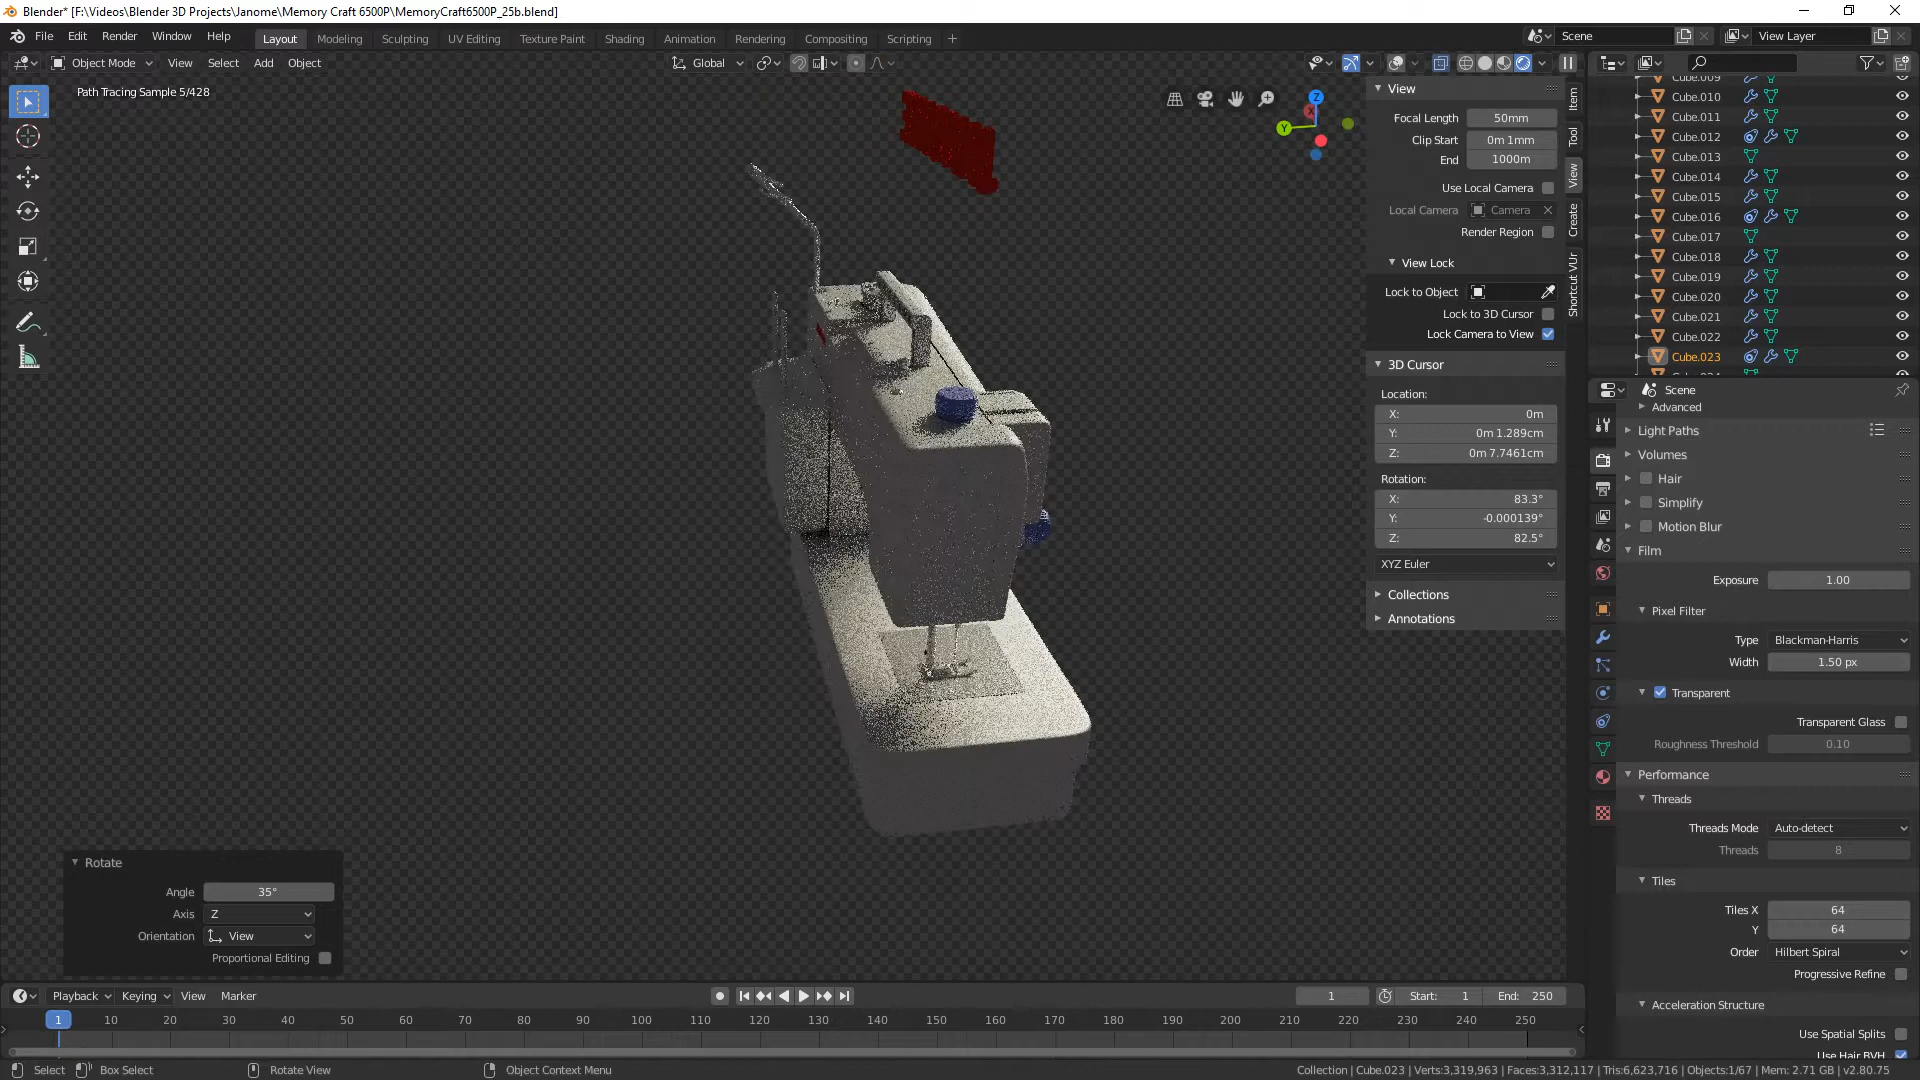 Blender* [F:\Videos\Blender 3D Projects\Janome\Memory Craft 6500P\MemoryCraft6500P_25b.blend]
File Edit Render Window Help Layout Modeling Sculpting UV Editing Texture Paint Shading Animation Rendering Compositing Scripting + Scene View Layer
Object Mode View Select Add Object Global
Path Tracing Sample 5/428
Z
X
Y
View
Focal Length 50mm
Clip Start 0m 1mm
End 1000m
Use Local Camera
Local Camera Camera
Render Region
View Lock
Lock to Object
Lock to 3D Cursor
Lock Camera to View
3D Cursor
Location:
X: 0m
Y: 0m 1.289cm
Z: 0m 7.7461cm
Rotation:
X: 83.3°
Y: -0.000139°
Z: 82.5°
XYZ Euler
Collections
Annotations
Item
Tool
View
Create
Shortcut VUr
Cube.009
Cube.010
Cube.011
Cube.012
Cube.013
Cube.014
Cube.015
Cube.016
Cube.017
Cube.018
Cube.019
Cube.020
Cube.021
Cube.022
Cube.023
Scene
Advanced
Light Paths
Volumes
Hair
Simplify
Motion Blur
Film
Exposure 1.00
Pixel Filter
Type Blackman-Harris
Width 1.50 px
Transparent
Transparent Glass
Roughness Threshold 0.10
Performance
Threads
Threads Mode Auto-detect
Threads 8
Tiles
Tiles X 64
Y 64
Order Hilbert Spiral
Progressive Refine
Acceleration Structure
Use Spatial Splits
Use Hair BVH
Rotate
Angle 35°
Axis Z
Orientation View
Proportional Editing
Playback Keying View Marker 1 Start: 1 End: 250
1 10 20 30 40 50 60 70 80 90 100 110 120 130 140 150 160 170 180 190 200 210 220 230 240 250
Select Box Select Rotate View Object Context Menu Collection | Cube.023 | Verts:3,319,963 | Faces:3,312,117 | Tris:6,623,716 | Objects:1/67 | Mem: 2.71 GB | v2.80.75